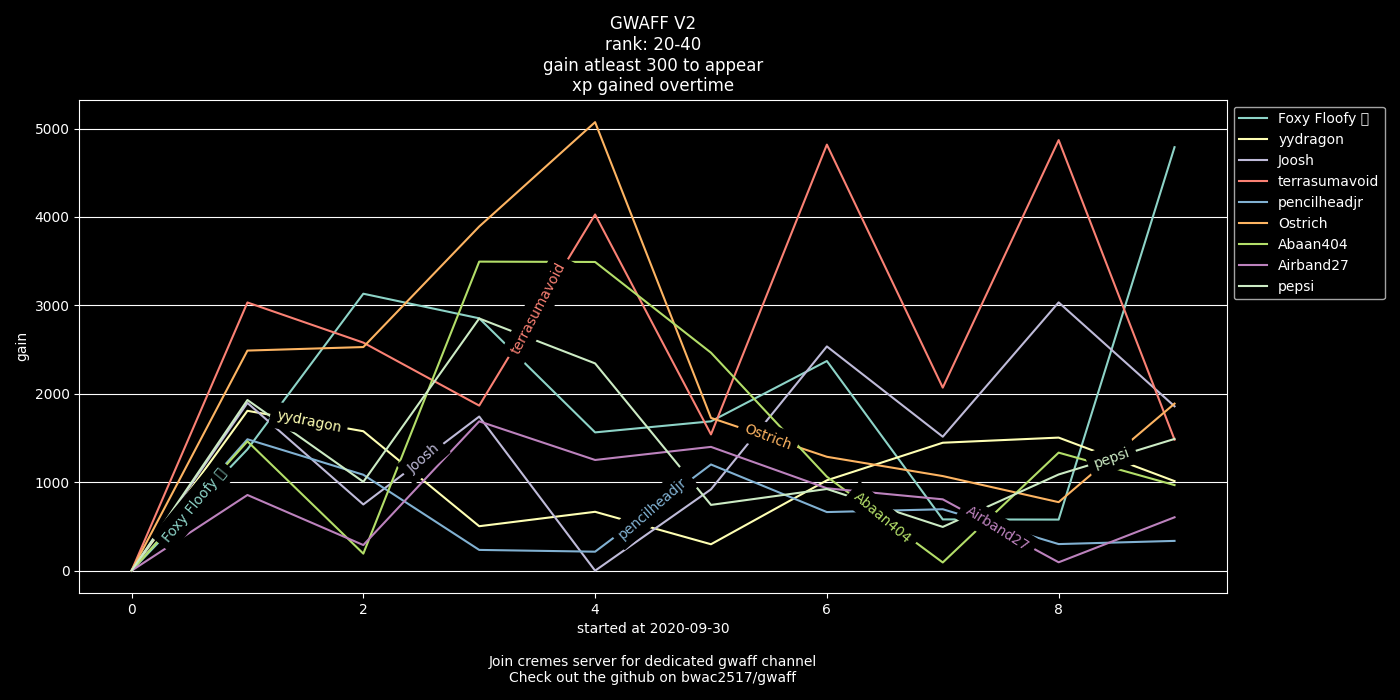 GWAFF V2
rank: 20-40
gain atleast 300 to appear
xp gained overtime
gain
5000
4000
3000
2000
1000
0
0 2 4 6 8
started at 2020-09-30
Foxy Floofy
yydragon
Joosh
terrasumavoid
pencilheadjr
Ostrich
Abaan404
Airband27
pepsi
Foxy Floofy
yydragon
Joosh
terrasumavoid
pencilheadjr
Ostrich
Abaan404
Airband27
pepsi
Join cremes server for dedicated gwaff channel
Check out the github on bwac2517/gwaff